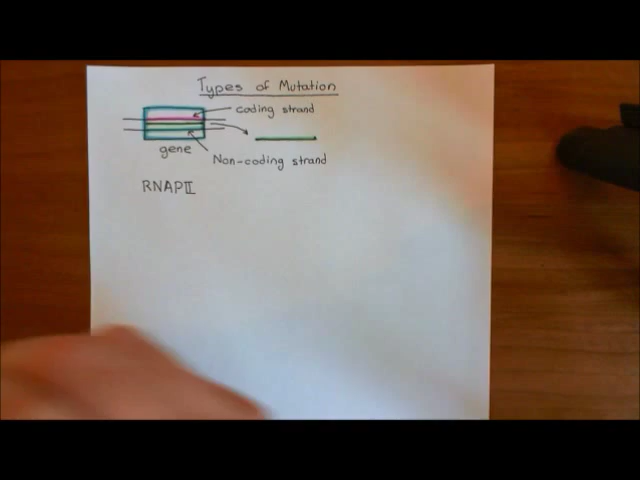 Types of Mutation
coding strand
gene
Non-coding strand
RNAPII